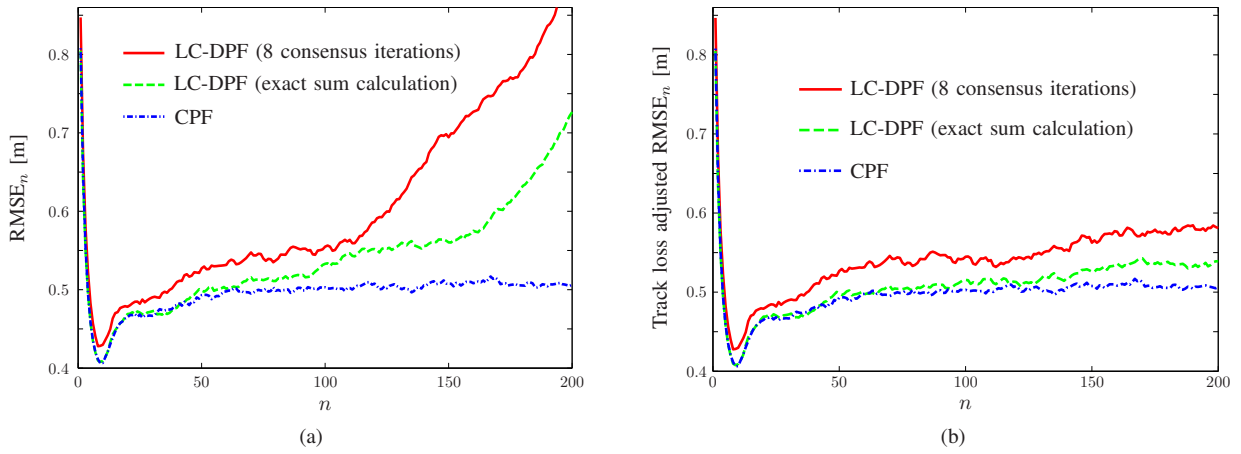 0.8
0.7
0.6
0.5
0.4
RMSE_n [m]
LC-DPF (8 consensus iterations)
LC-DPF (exact sum calculation)
CPF
0 50 100 150 200
n
(a)
0.8
0.7
0.6
0.5
0.4
Track loss adjusted RMSE_n [m]
LC-DPF (8 consensus iterations)
LC-DPF (exact sum calculation)
CPF
0 50 100 150 200
n
(b)